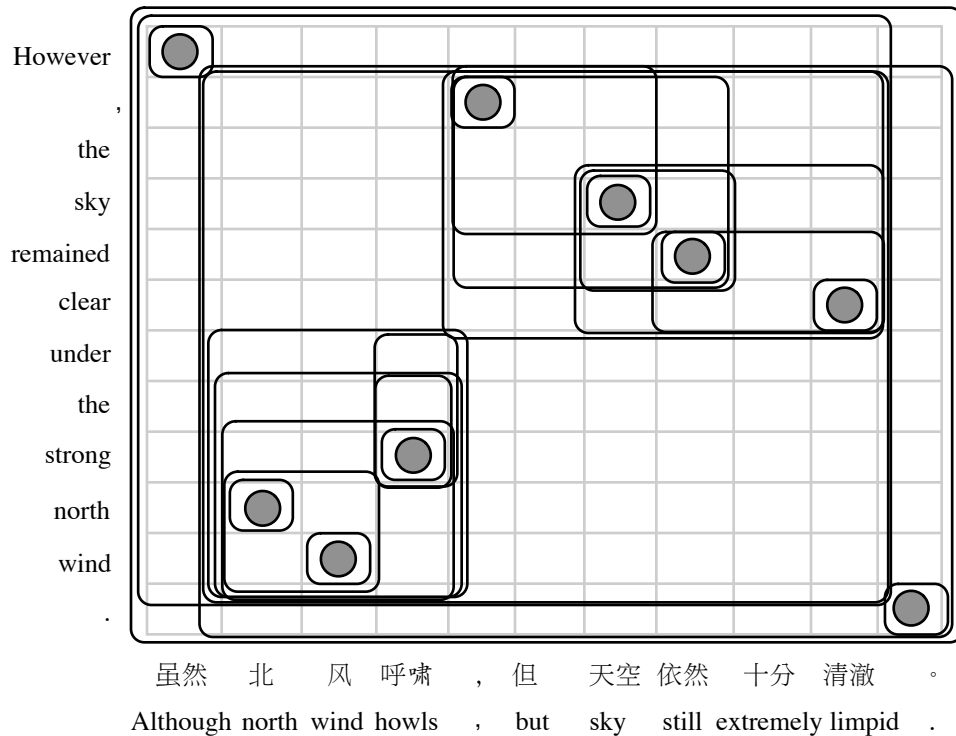 However
,
the
sky
remained
clear
under
the
strong
north
wind
.
虽然 北 风 呼啸 , 但 天空 依然 十分 清澈 。
Although north wind howls , but sky still extremely limpid .